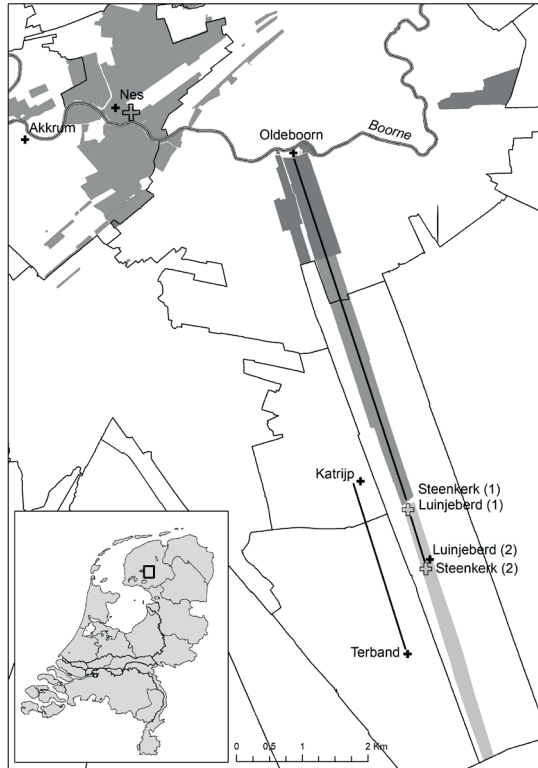 Nes
Akkrum
Oldeboorn
Boorne
Katrijp
Steenkerk (1)
Luinjeberd (1)
Luinjeberd (2)
Steenkerk (2)
Terband
0 0,5 1 2 Km